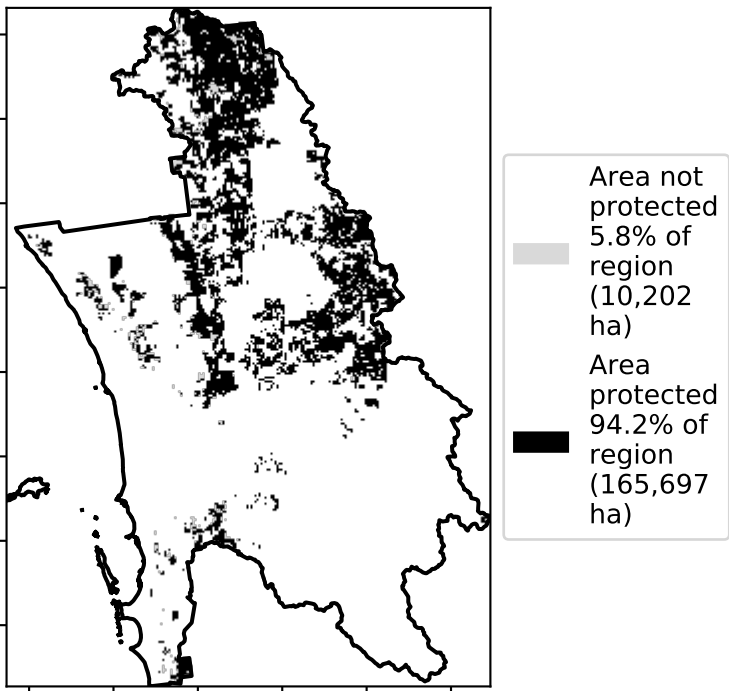 Area not
protected
5.8% of
region
(10,202
ha)
Area
protected
94.2% of
region
(165,697
ha)